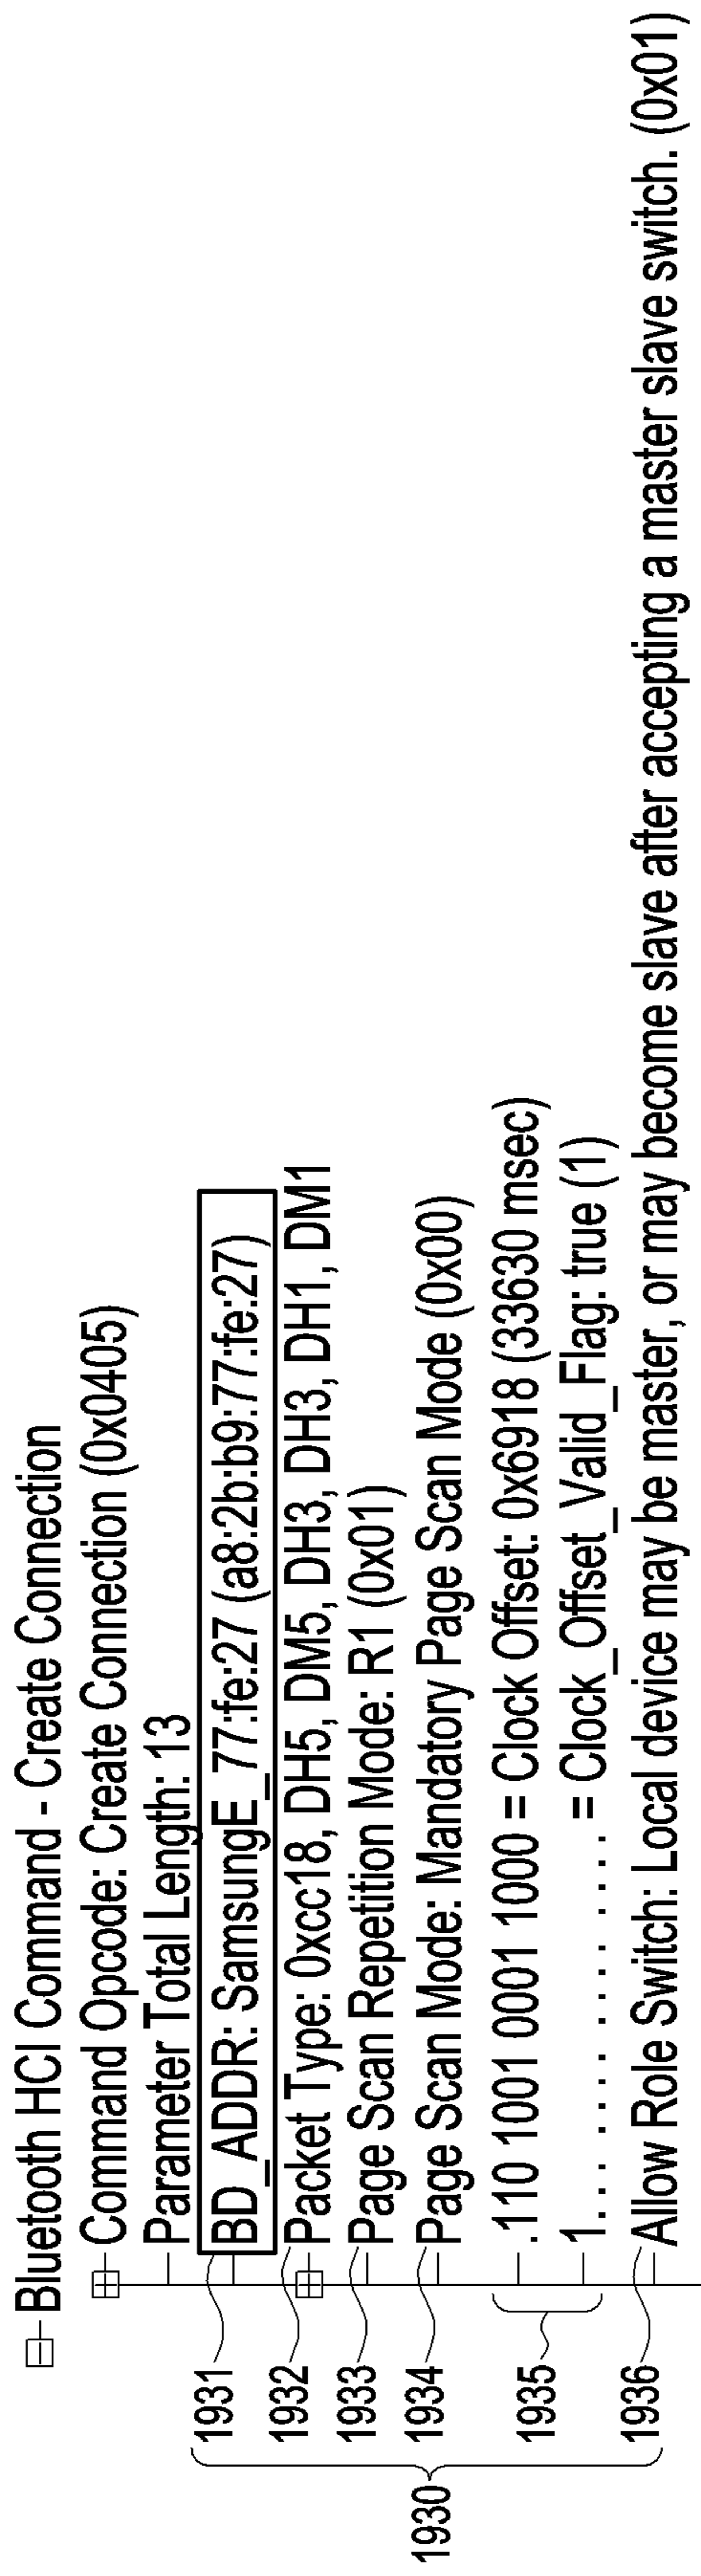 Bluetooth HCI Command - Create Connection
Command Opcode: Create Connection (0x0405)
Parameter Total Length: 13
1931 BD_ADDR: SamsungE_77:fe:27 (a8:2b:b9:77:fe:27)
1932 Packet Type: 0xcc18, DH5, DM5, DH3, DH3, DH1, DM1
1933 Page Scan Repetition Mode: R1 (0x01)
1934 Page Scan Mode: Mandatory Page Scan Mode (0x00)
.110 1001 0001 1000 = Clock Offset: 0x6918 (33630 msec)
1935
1... .... .... .... = Clock_Offset_Valid_Flag: true (1)
1936 Allow Role Switch: Local device may be master, or may become slave after accepting a master slave switch. (0x01)
1930